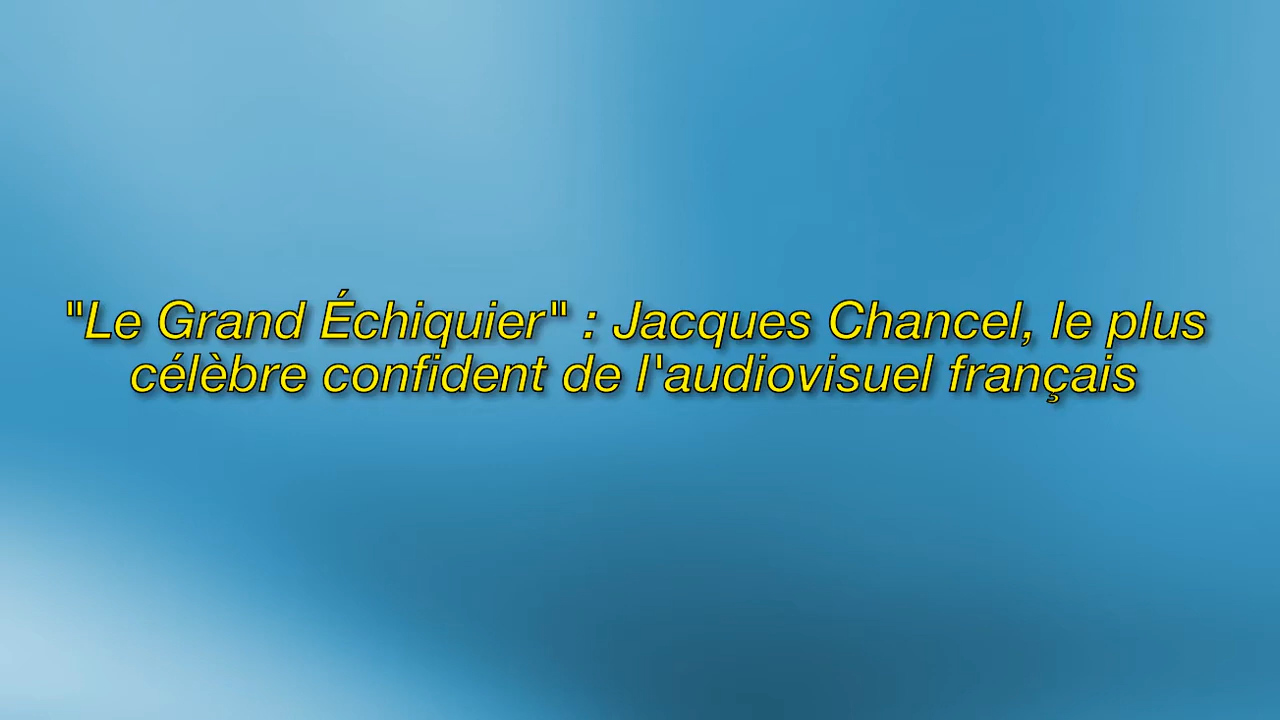 "Le Grand Échiquier" : Jacques Chancel, le plus
célèbre confident de l'audiovisuel français